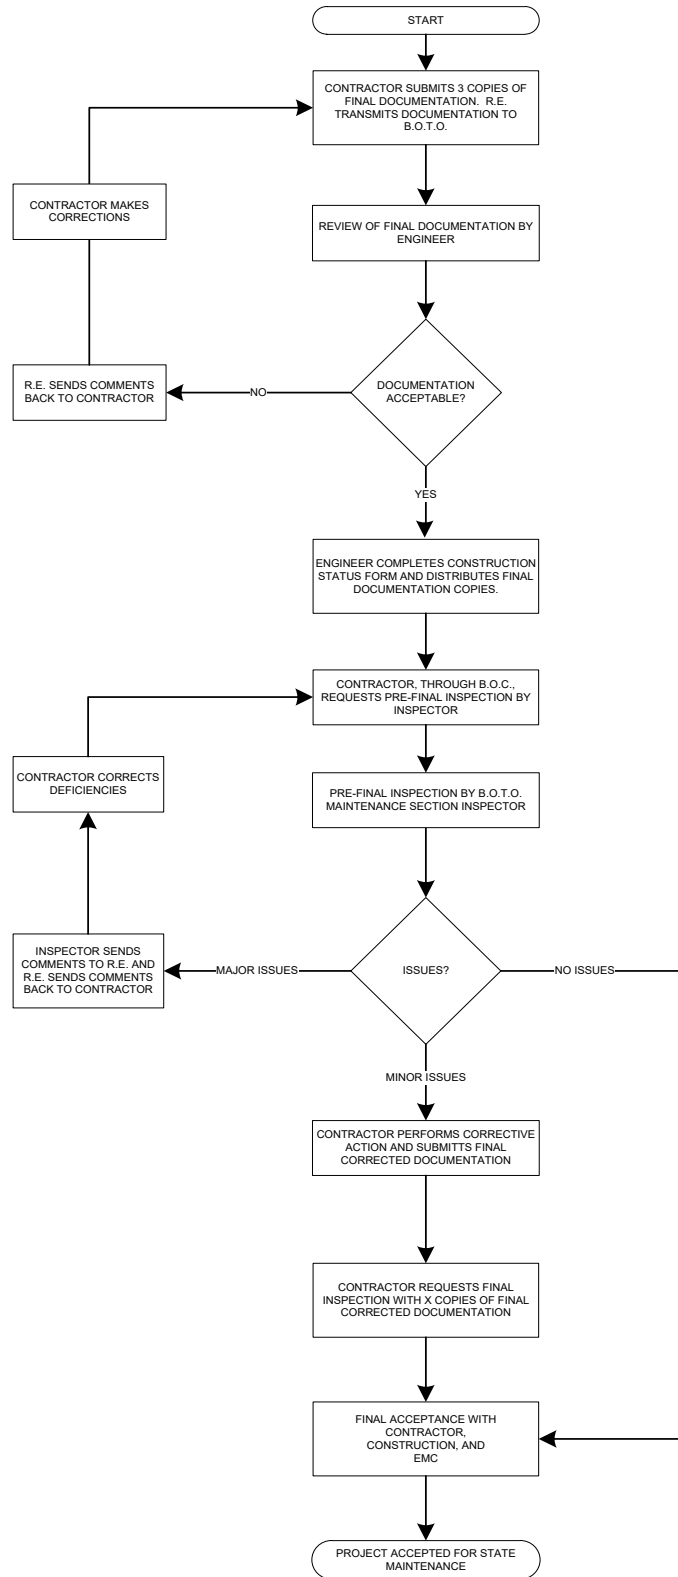 START
CONTRACTOR SUBMITS 3 COPIES OF
FINAL DOCUMENTATION.  R.E.
TRANSMITS DOCUMENTATION TO
B.O.T.O.
CONTRACTOR MAKES
CORRECTIONS
REVIEW OF FINAL DOCUMENTATION BY
ENGINEER
R.E. SENDS COMMENTS
BACK TO CONTRACTOR
NO
DOCUMENTATION
ACCEPTABLE?
YES
ENGINEER COMPLETES CONSTRUCTION
STATUS FORM AND DISTRIBUTES FINAL
DOCUMENTATION COPIES.
CONTRACTOR, THROUGH B.O.C.,
REQUESTS PRE-FINAL INSPECTION BY
INSPECTOR
CONTRACTOR CORRECTS
DEFICIENCIES
PRE-FINAL INSPECTION BY B.O.T.O.
MAINTENANCE SECTION INSPECTOR
INSPECTOR SENDS
COMMENTS TO R.E. AND
R.E. SENDS COMMENTS
BACK TO CONTRACTOR
MAJOR ISSUES
ISSUES?
NO ISSUES
MINOR ISSUES
CONTRACTOR PERFORMS CORRECTIVE
ACTION AND SUBMITTS FINAL
CORRECTED DOCUMENTATION
CONTRACTOR REQUESTS FINAL
INSPECTION WITH X COPIES OF FINAL
CORRECTED DOCUMENTATION
FINAL ACCEPTANCE WITH
CONTRACTOR,
CONSTRUCTION, AND
EMC
PROJECT ACCEPTED FOR STATE
MAINTENANCE